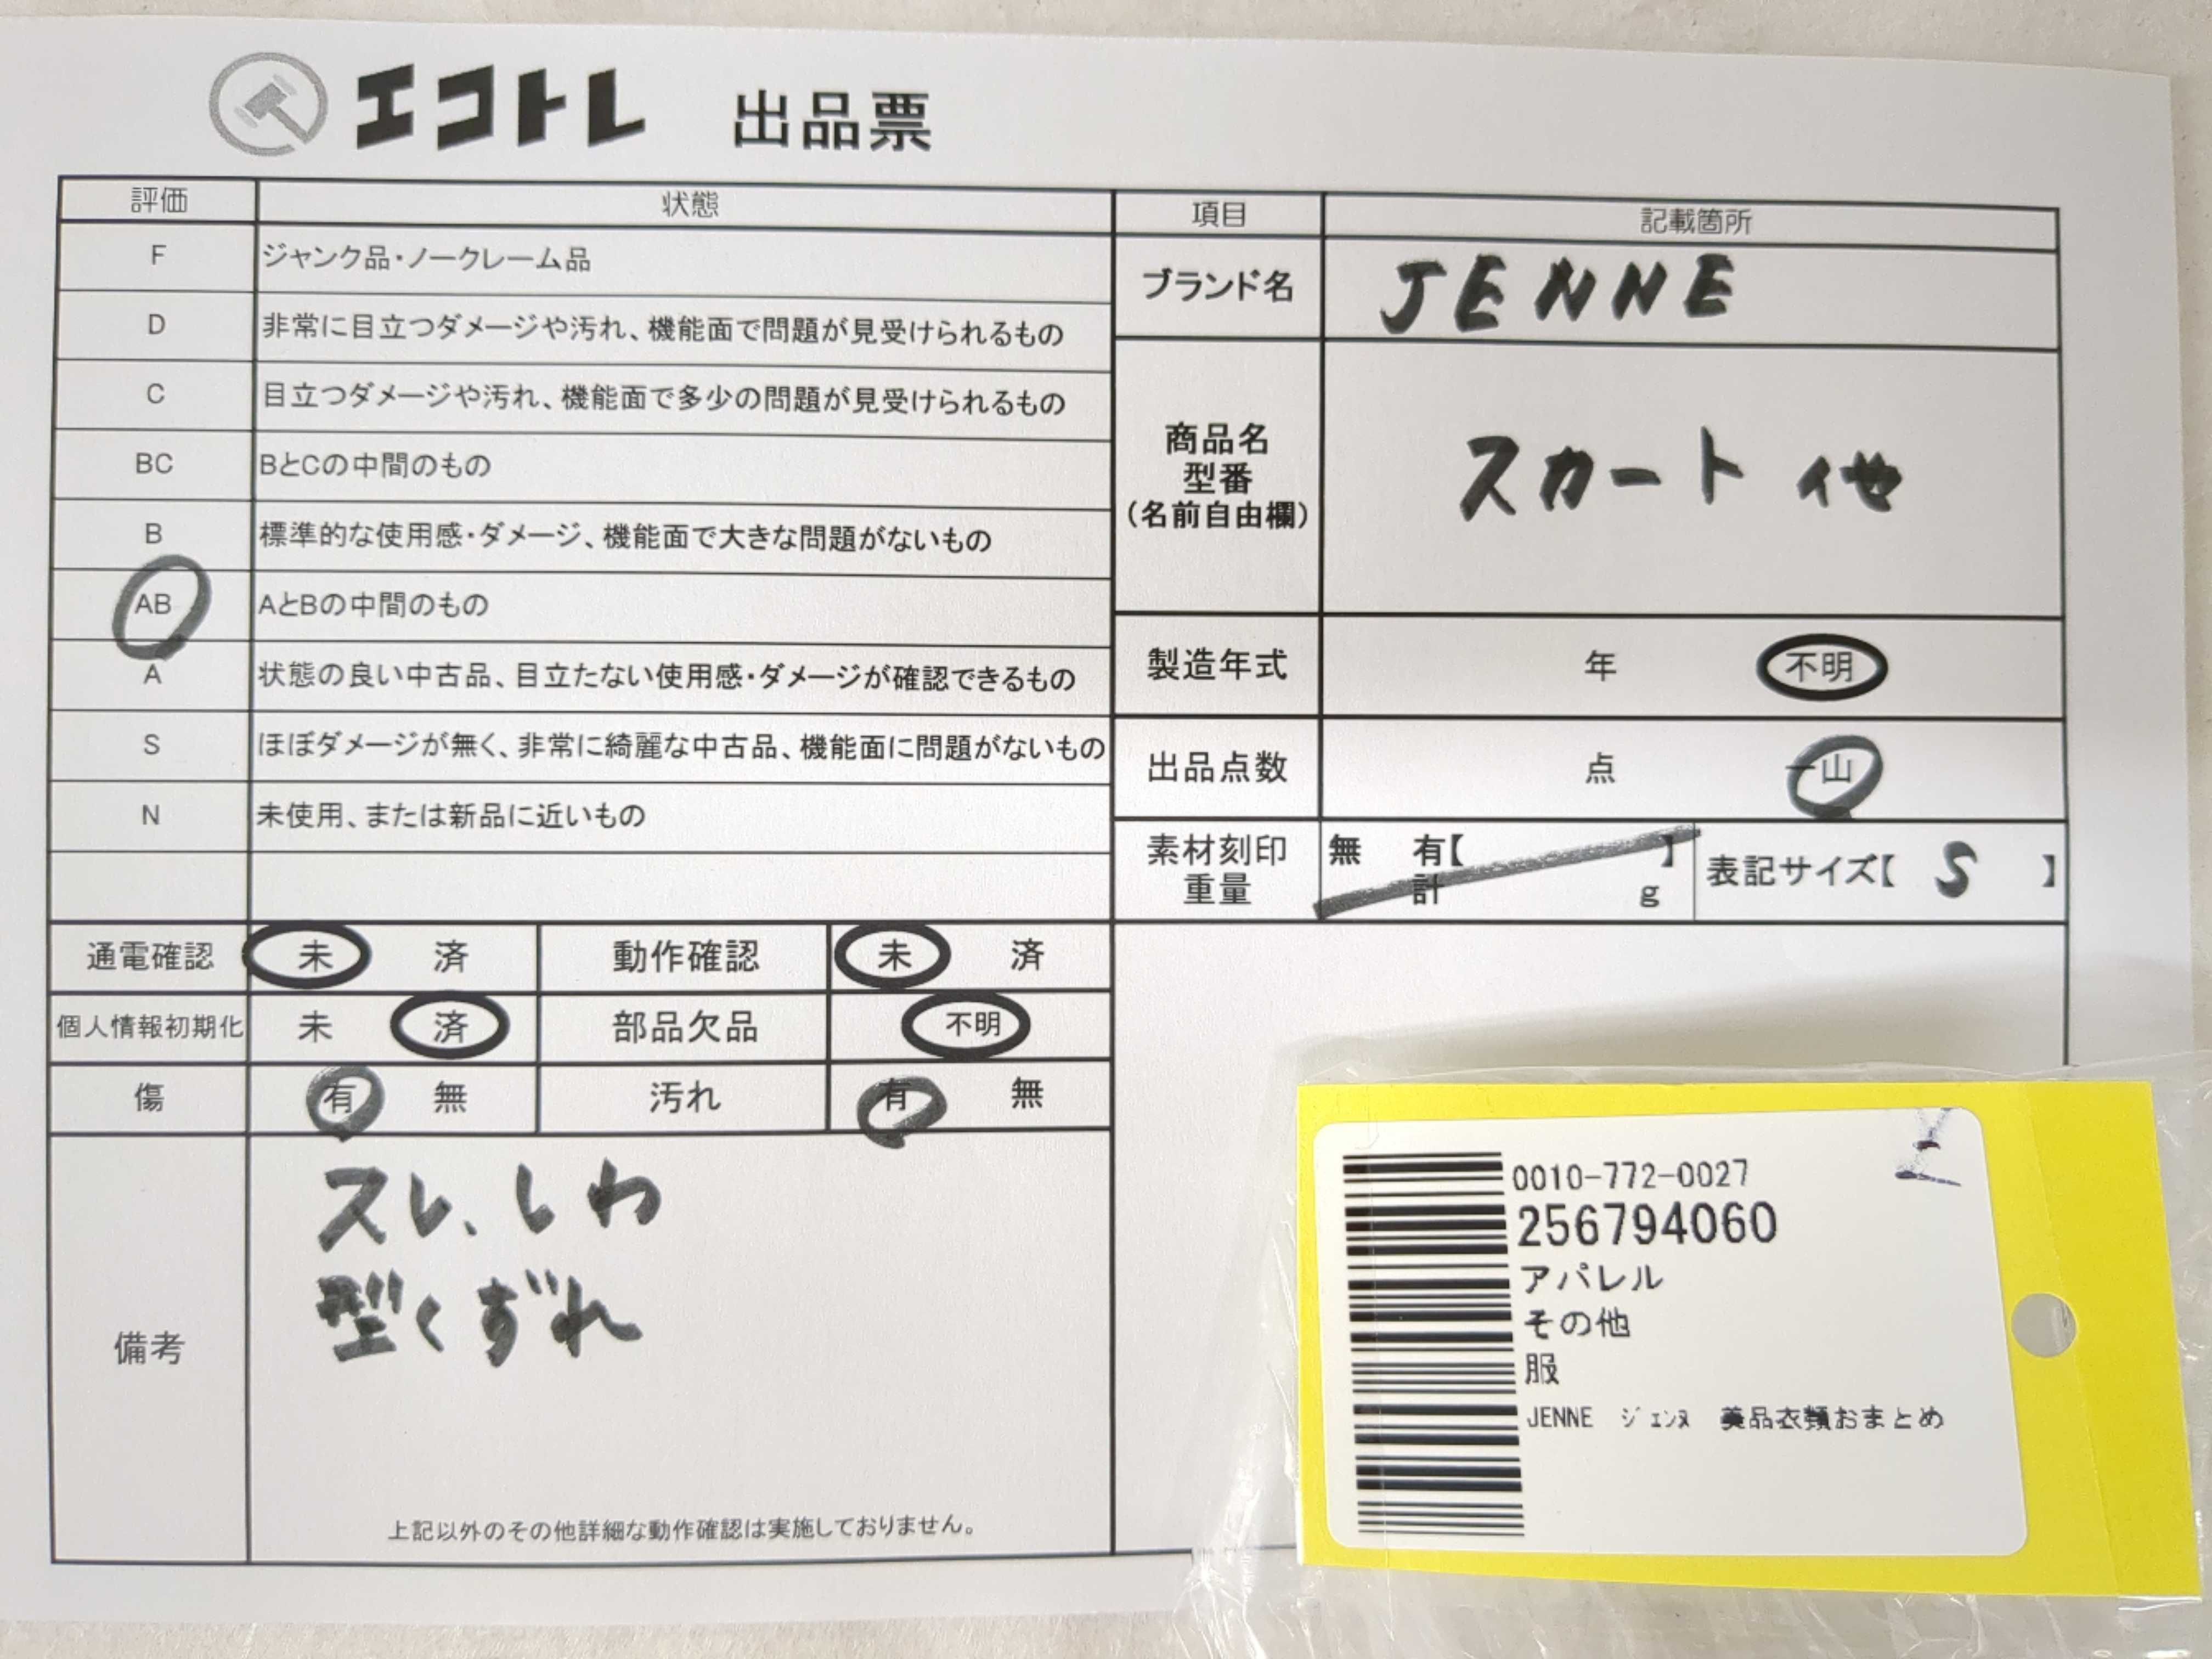 エコトレ 出品票
評価 状態
F ジャンク品・ノークレーム品
D 非常に目立つダメージや汚れ、機能面で問題が見受けられるもの
C 目立つダメージや汚れ、機能面で多少の問題が見受けられるもの
BC BとCの中間のもの
B 標準的な使用感・ダメージ、機能面で大きな問題がないもの
AB AとBの中間のもの
A 状態の良い中古品、目立たない使用感・ダメージが確認できるもの
S ほぼダメージが無く、非常に綺麗な中古品、機能面に問題がないもの
N 未使用、または新品に近いもの
項目 記載箇所
ブランド名 JENNE
商品名
型番
(名前自由欄)
スカート 他
製造年式 年 不明
出品点数 点 一山
素材刻印 無 有【 】
重量 計 g
表記サイズ【 S 】
通電確認 未 済 動作確認 未 済
個人情報初期化 未 済 部品欠品 不明
傷 有 無 汚れ 有 無
備考
スレ、しわ
型くずれ
上記以外のその他詳細な動作確認は実施しておりません。
0010-772-0027
256794060
アパレル
その他
服
JENNE ジェンヌ 美品衣類おまとめ